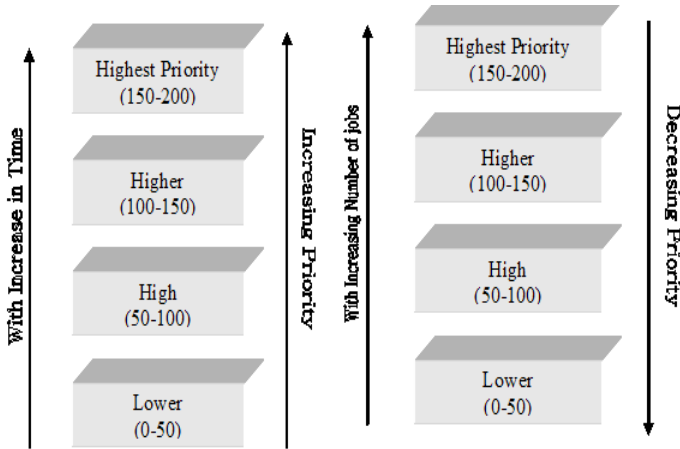 With Increase in Time
Highest Priority
(150-200)
Higher
(100-150)
High
(50-100)
Lower
(0-50)
Increasing Priority
With Increasing Number of jobs
Highest Priority
(150-200)
Higher
(100-150)
High
(50-100)
Lower
(0-50)
Decreasing Priority